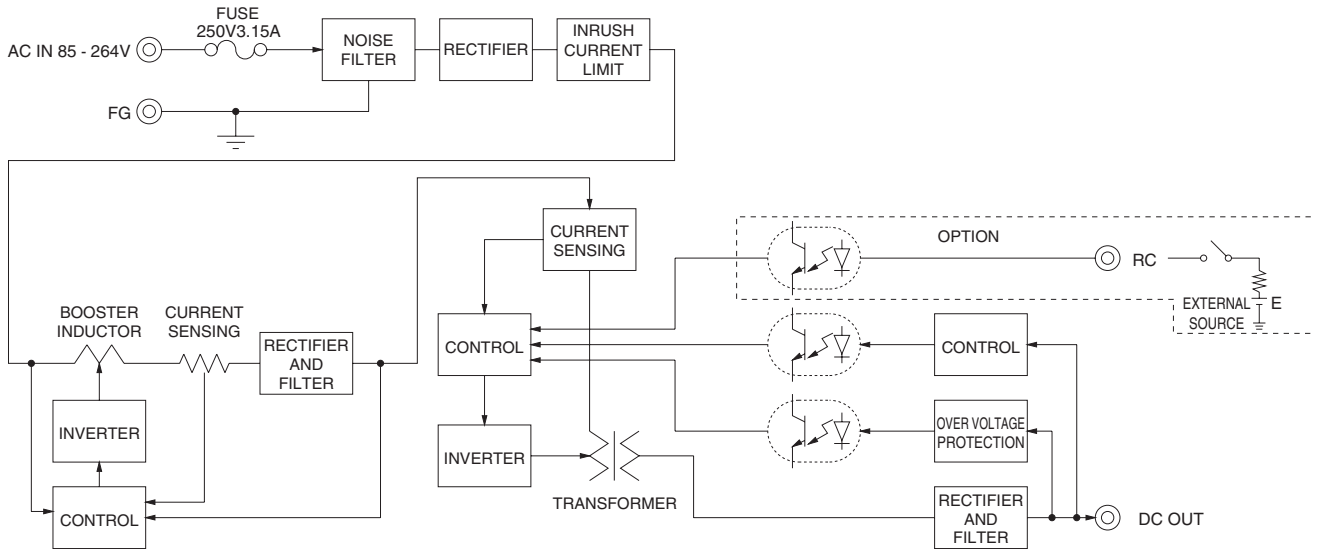 FUSE
250V3.15A
AC IN 85 - 264V
NOISE
FILTER
RECTIFIER
INRUSH
CURRENT
LIMIT
FG
CURRENT
SENSING
OPTION
RC
EXTERNAL
SOURCE
E
BOOSTER
INDUCTOR
CURRENT
SENSING
RECTIFIER
AND
FILTER
CONTROL
CONTROL
INVERTER
OVER VOLTAGE
PROTECTION
INVERTER
TRANSFORMER
CONTROL
RECTIFIER
AND
FILTER
DC OUT